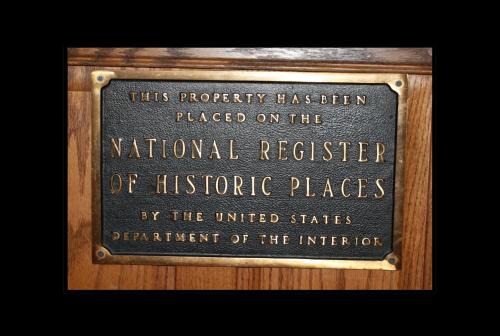 THIS PROPERTY HAS BEEN
PLACED ON THE
NATIONAL REGISTER
OF HISTORIC PLACES
BY THE UNITED STATES
DEPARTMENT OF THE INTERIOR